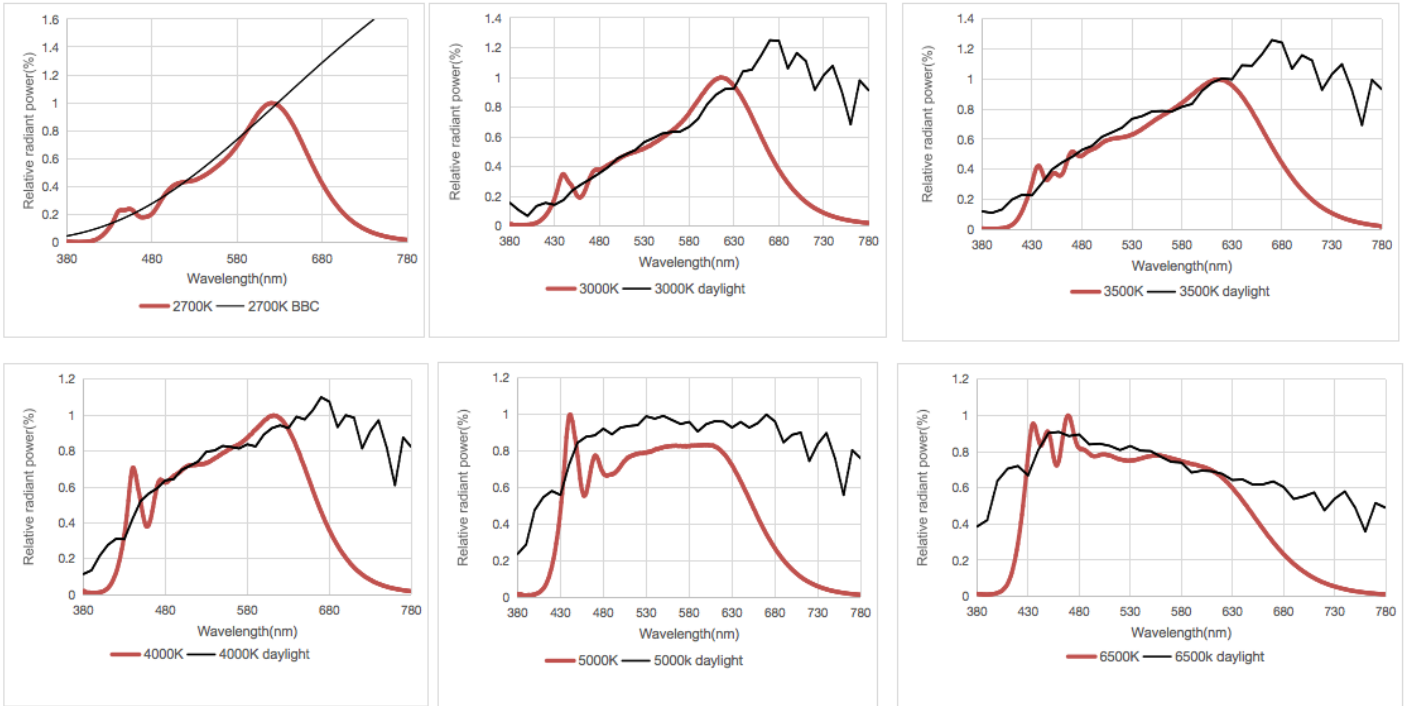 Relative radiant power(%)
1.6
1.4
1.2
1
0.8
0.6
0.4
0.2
0
380 480 580 680 780
Wavelength(nm)
2700K 2700K BBC
Relative radiant power(%)
1.4
1.2
1
0.8
0.6
0.4
0.2
0
380 430 480 530 580 630 680 730 780
Wavelength(nm)
3000K 3000K daylight
Relative radiant power(%)
1.4
1.2
1
0.8
0.6
0.4
0.2
0
380 430 480 530 580 630 680 730 780
Wavelength(nm)
3500K 3500K daylight
Relative radiant power(%)
1.2
1
0.8
0.6
0.4
0.2
0
380 480 580 680 780
Wavelength(nm)
4000K 4000K daylight
Relative radiant power(%)
1.2
1
0.8
0.6
0.4
0.2
0
380 430 480 530 580 630 680 730 780
Wavelength(nm)
5000K 5000k daylight
Relative radiant power(%)
1.2
1
0.8
0.6
0.4
0.2
0
380 430 480 530 580 630 680 730 780
Wavelength(nm)
6500K 6500k daylight